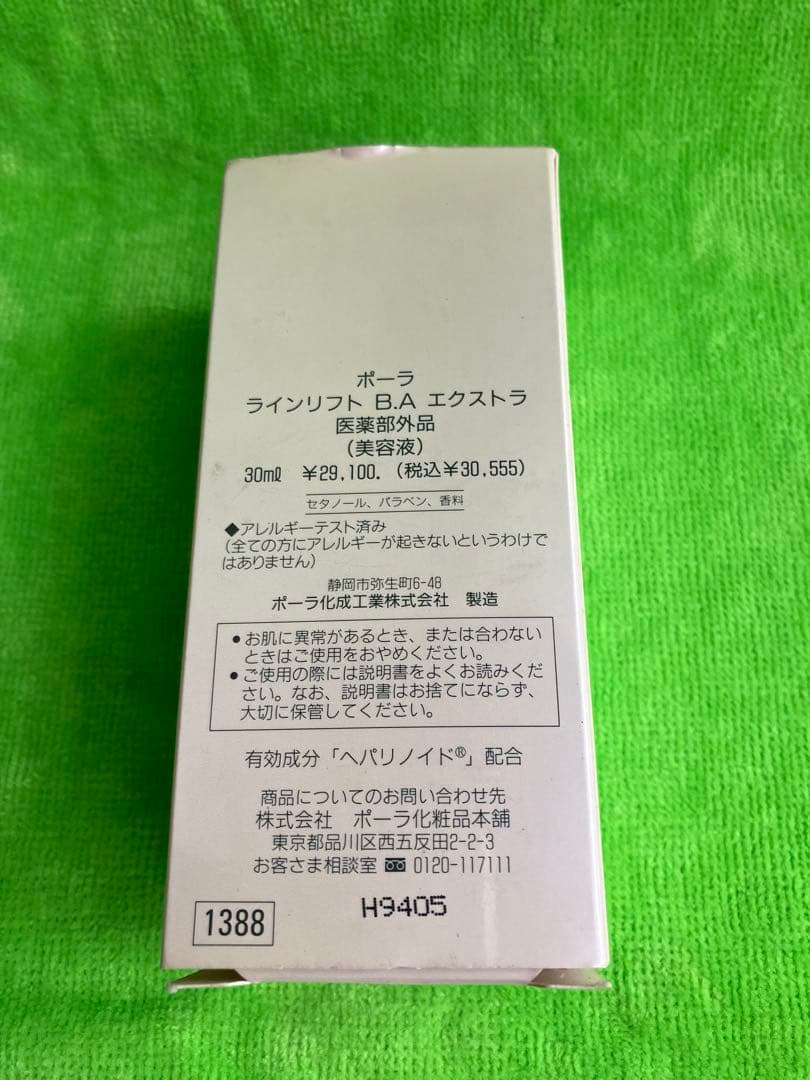 ポーラ
ラインリフト B.A エクストラ
医薬部外品
(美容液)
30ml ¥29,100. (税込¥30,555)
セタノール、パラベン、香料
◆アレルギーテスト済み
(全ての方にアレルギーが起きないというわけで
はありません)
静岡市弥生町6-48
ポーラ化成工業株式会社 製造
●お肌に異常があるとき、または合わない
ときはご使用をおやめください。
●ご使用の際には説明書をよくお読みくだ
さい。なお、説明書はお捨てにならず、
大切に保管してください。
有効成分「ヘパリノイド®」配合
商品についてのお問い合わせ先
株式会社 ポーラ化粧品本舗
東京都品川区西五反田2-2-3
お客さま相談室 0120-117111
H9405
1388